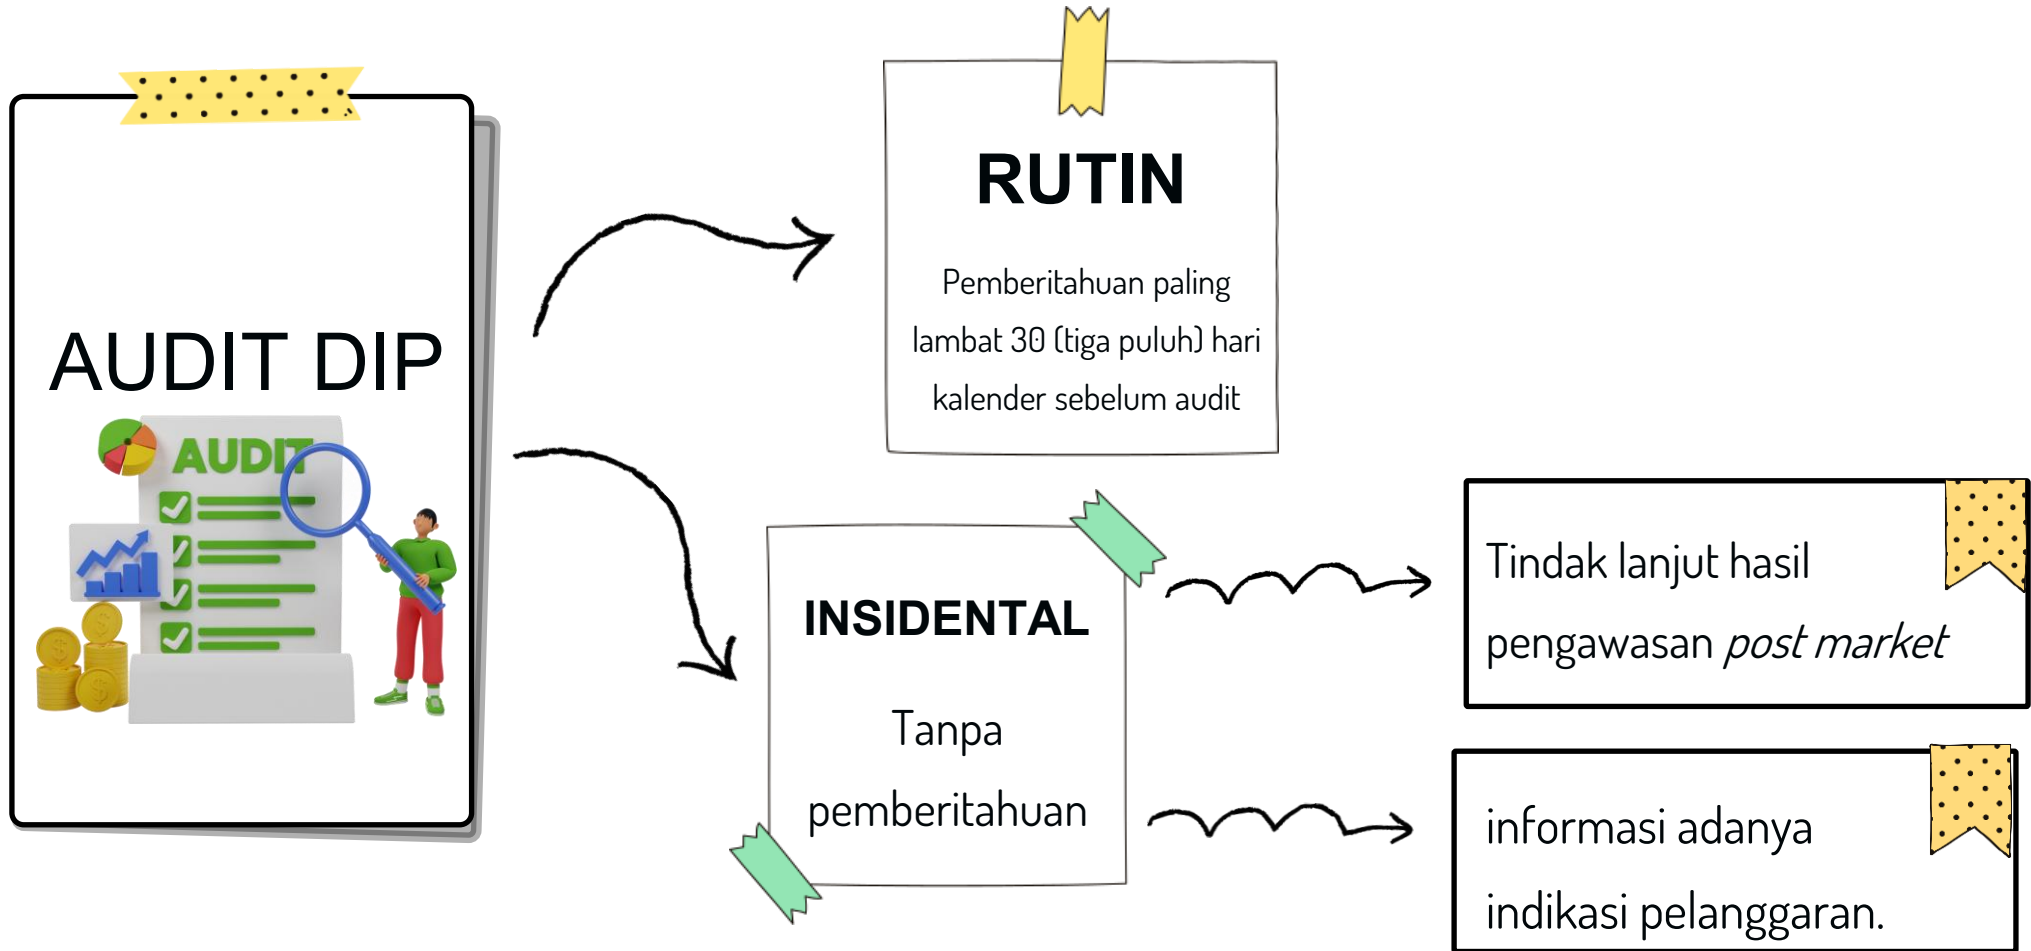 AUDIT DIP
AUDIT
RUTIN
Pemberitahuan paling
lambat 30 (tiga puluh) hari
kalender sebelum audit
INSIDENTAL
Tanpa
pemberitahuan
Tindak lanjut hasil
pengawasan post market
informasi adanya
indikasi pelanggaran.